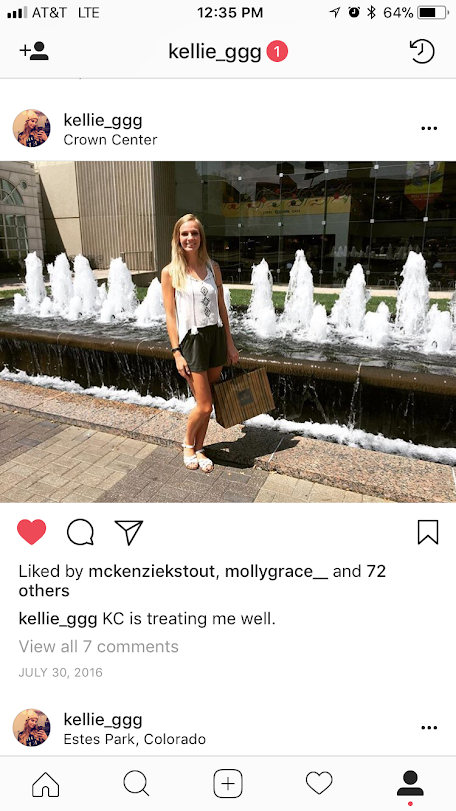 AT&T LTE 12:35 PM 64%
kellie_ggg 1
kellie_ggg
Crown Center
Liked by mckenziekstout, mollygrace__ and 72
others
kellie_ggg KC is treating me well.
View all 7 comments
JULY 30, 2016
kellie_ggg
Estes Park, Colorado